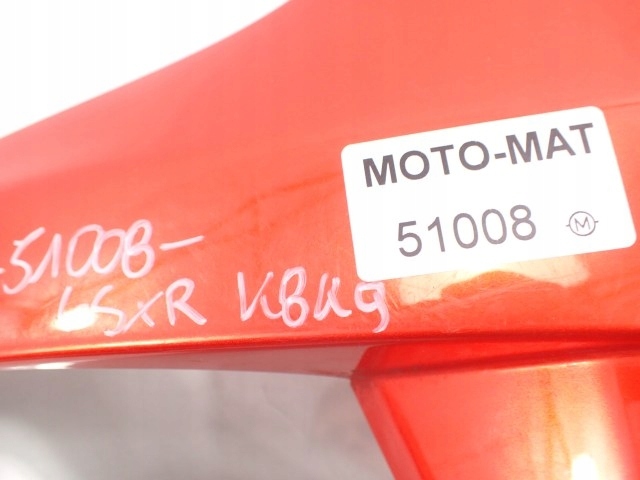 MOTO-MAT
51008 M
-51008-
GSXR K8K9